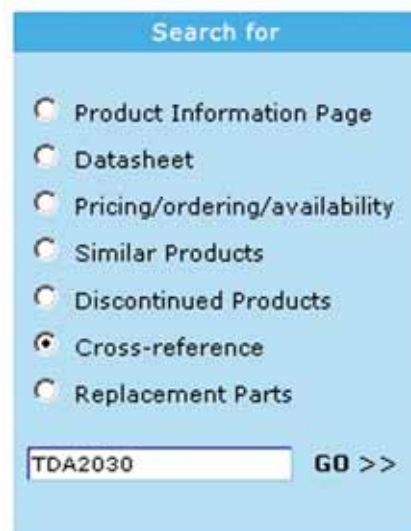 Search for
Product Information Page
Datasheet
Pricing/ordering/availability
Similar Products
Discontinued Products
Cross-reference
Replacement Parts
TDA2030 GO >>